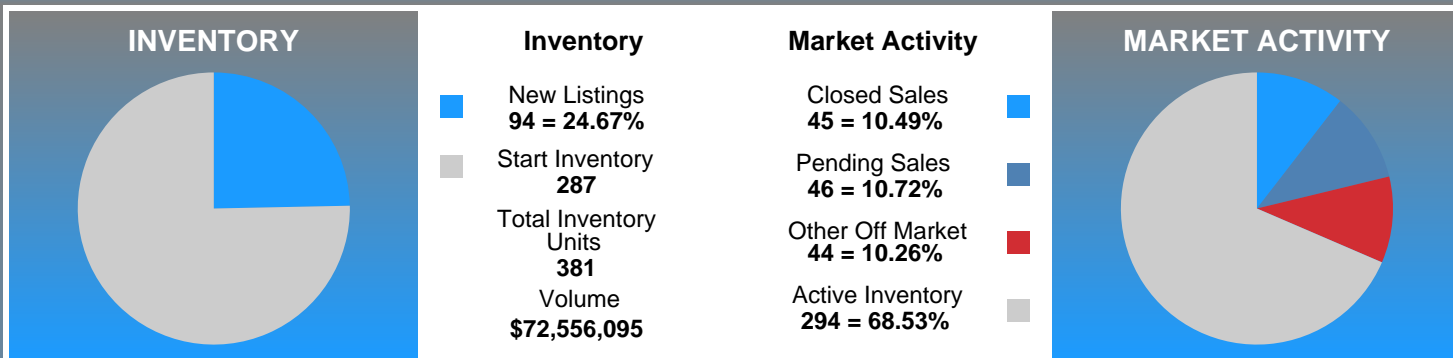 INVENTORY
Inventory
New Listings
94 = 24.67%
Start Inventory
287
Total Inventory
Units
381
Volume
$72,556,095
Market Activity
Closed Sales
45 = 10.49%
Pending Sales
46 = 10.72%
Other Off Market
44 = 10.26%
Active Inventory
294 = 68.53%
MARKET ACTIVITY